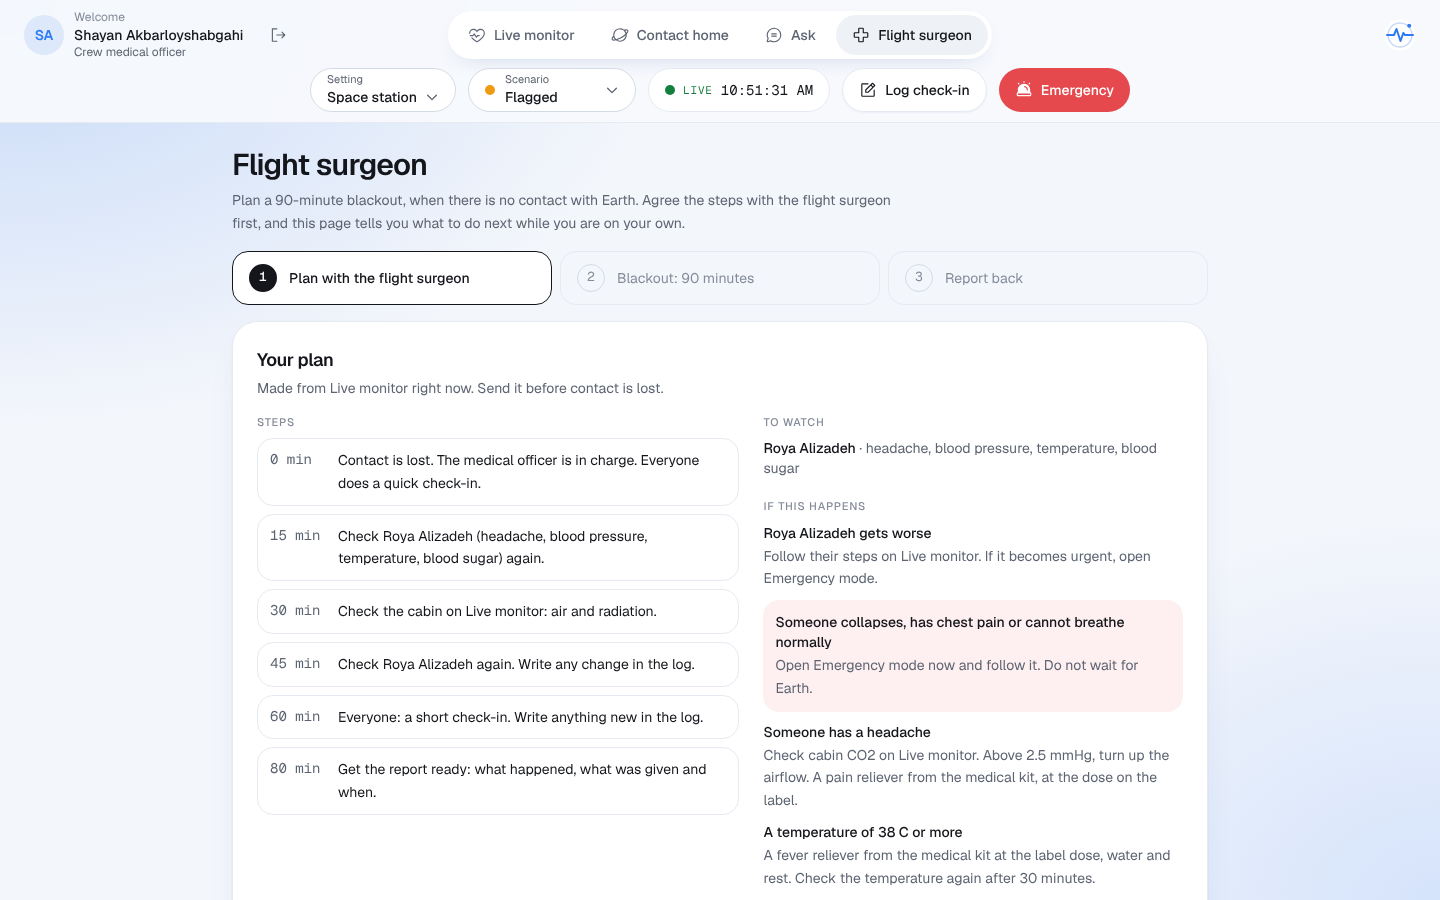 SA
Welcome
Shayan Akbarloyshabgahi
Crew medical officer
Live monitor
Contact home
Ask
Flight surgeon
Setting
Space station
Scenario
Flagged
LIVE 10:51:31 AM
Log check-in
Emergency
Flight surgeon
Plan a 90-minute blackout, when there is no contact with Earth. Agree the steps with the flight surgeon
first, and this page tells you what to do next while you are on your own.
1 Plan with the flight surgeon
2 Blackout: 90 minutes
3 Report back
Your plan
Made from Live monitor right now. Send it before contact is lost.
STEPS
0 min Contact is lost. The medical officer is in charge. Everyone
does a quick check-in.
15 min Check Roya Alizadeh (headache, blood pressure,
temperature, blood sugar) again.
30 min Check the cabin on Live monitor: air and radiation.
45 min Check Roya Alizadeh again. Write any change in the log.
60 min Everyone: a short check-in. Write anything new in the log.
80 min Get the report ready: what happened, what was given and
when.
TO WATCH
Roya Alizadeh · headache, blood pressure, temperature, blood
sugar
IF THIS HAPPENS
Roya Alizadeh gets worse
Follow their steps on Live monitor. If it becomes urgent, open
Emergency mode.
Someone collapses, has chest pain or cannot breathe
normally
Open Emergency mode now and follow it. Do not wait for
Earth.
Someone has a headache
Check cabin CO2 on Live monitor. Above 2.5 mmHg, turn up the
airflow. A pain reliever from the medical kit, at the dose on the
label.
A temperature of 38 C or more
A fever reliever from the medical kit at the label dose, water and
rest. Check the temperature again after 30 minutes.